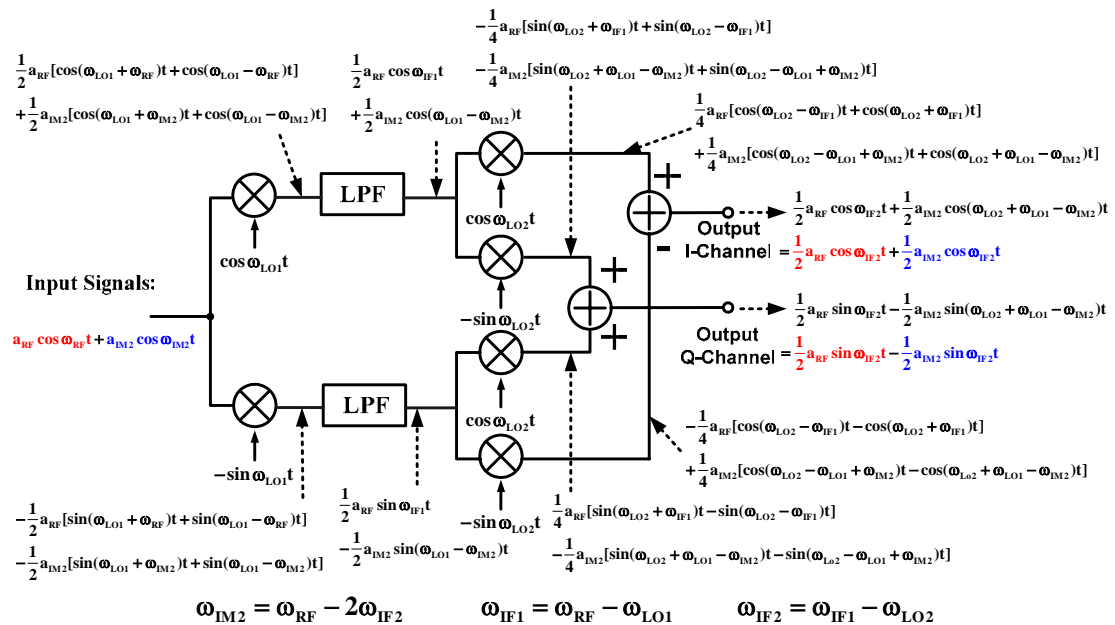 -1/4 a_RF[sin(ω_LO2 + ω_IF1)t + sin(ω_LO2 − ω_IF1)t]
-1/4 a_IM2[sin(ω_LO2 + ω_LO1 − ω_IM2)t + sin(ω_LO2 − ω_LO1 + ω_IM2)t]
1/2 a_RF[cos(ω_LO1 + ω_RF)t + cos(ω_LO1 − ω_RF)t]
+1/2 a_IM2[cos(ω_LO1 + ω_IM2)t + cos(ω_LO1 − ω_IM2)t]
1/2 a_RF cos ω_IF1 t
+1/2 a_IM2 cos(ω_LO1 − ω_IM2)t
1/4 a_RF[cos(ω_LO2 − ω_IF1)t + cos(ω_LO2 + ω_IF1)t]
+1/4 a_IM2[cos(ω_LO2 − ω_LO1 + ω_IM2)t + cos(ω_LO2 + ω_LO1 − ω_IM2)t]
LPF
cos ω_LO1 t
cos ω_LO2 t
−sin ω_LO2 t
+
-
+
+
Output
I-Channel
1/2 a_RF cos ω_IF2 t + 1/2 a_IM2 cos(ω_LO2 + ω_LO1 − ω_IM2)t
= 1/2 a_RF cos ω_IF2 t + 1/2 a_IM2 cos ω_IF2 t
Input Signals:
a_RF cos ω_RF t + a_IM2 cos ω_IM2 t
Output
Q-Channel
1/2 a_RF sin ω_IF2 t − 1/2 a_IM2 sin(ω_LO2 + ω_LO1 − ω_IM2)t
= 1/2 a_RF sin ω_IF2 t − 1/2 a_IM2 sin ω_IF2 t
LPF
−sin ω_LO1 t
cos ω_LO2 t
−sin ω_LO2 t
-1/4 a_RF[cos(ω_LO2 − ω_IF1)t − cos(ω_LO2 + ω_IF1)t]
+1/4 a_IM2[cos(ω_LO2 − ω_LO1 + ω_IM2)t − cos(ω_Lo2 + ω_LO1 − ω_IM2)t]
-1/2 a_RF[sin(ω_LO1 + ω_RF)t + sin(ω_LO1 − ω_RF)t]
-1/2 a_IM2[sin(ω_LO1 + ω_IM2)t + sin(ω_LO1 − ω_IM2)t]
1/2 a_RF sin ω_IF1 t
-1/2 a_IM2 sin(ω_LO1 − ω_IM2)t
1/4 a_RF[sin(ω_LO2 + ω_IF1)t − sin(ω_LO2 − ω_IF1)t]
-1/4 a_IM2[sin(ω_LO2 + ω_LO1 − ω_IM2)t − sin(ω_Lo2 − ω_LO1 + ω_IM2)t]
ω_IM2 = ω_RF − 2ω_IF2
ω_IF1 = ω_RF − ω_LO1
ω_IF2 = ω_IF1 − ω_LO2